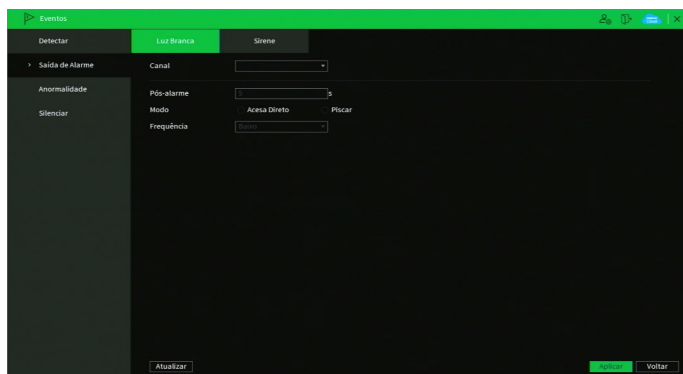 Eventos
Detectar
Luz Branca
Sirene
Saída de Alarme
Canal
Anormalidade
Pós-alarme
5
s
Silenciar
Modo
Acesa Direto
Piscar
Frequência
Baixo
Atualizar
Aplicar
Voltar